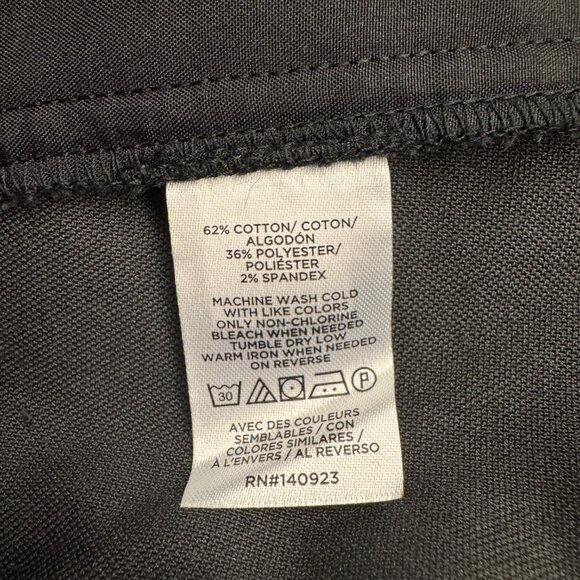 62% COTTON/ COTON/
ALGODÓN
36% POLYESTER/
POLIÉSTER
2% SPANDEX
MACHINE WASH COLD
WITH LIKE COLORS
ONLY NON-CHLORINE
BLEACH WHEN NEEDED
TUMBLE DRY LOW
WARM IRON WHEN NEEDED
ON REVERSE
30 P
AVEC DES COULEURS
SEMBLABLES / CON
COLORES SIMILARES /
À L'ENVERS / AL REVERSO
RN#140923